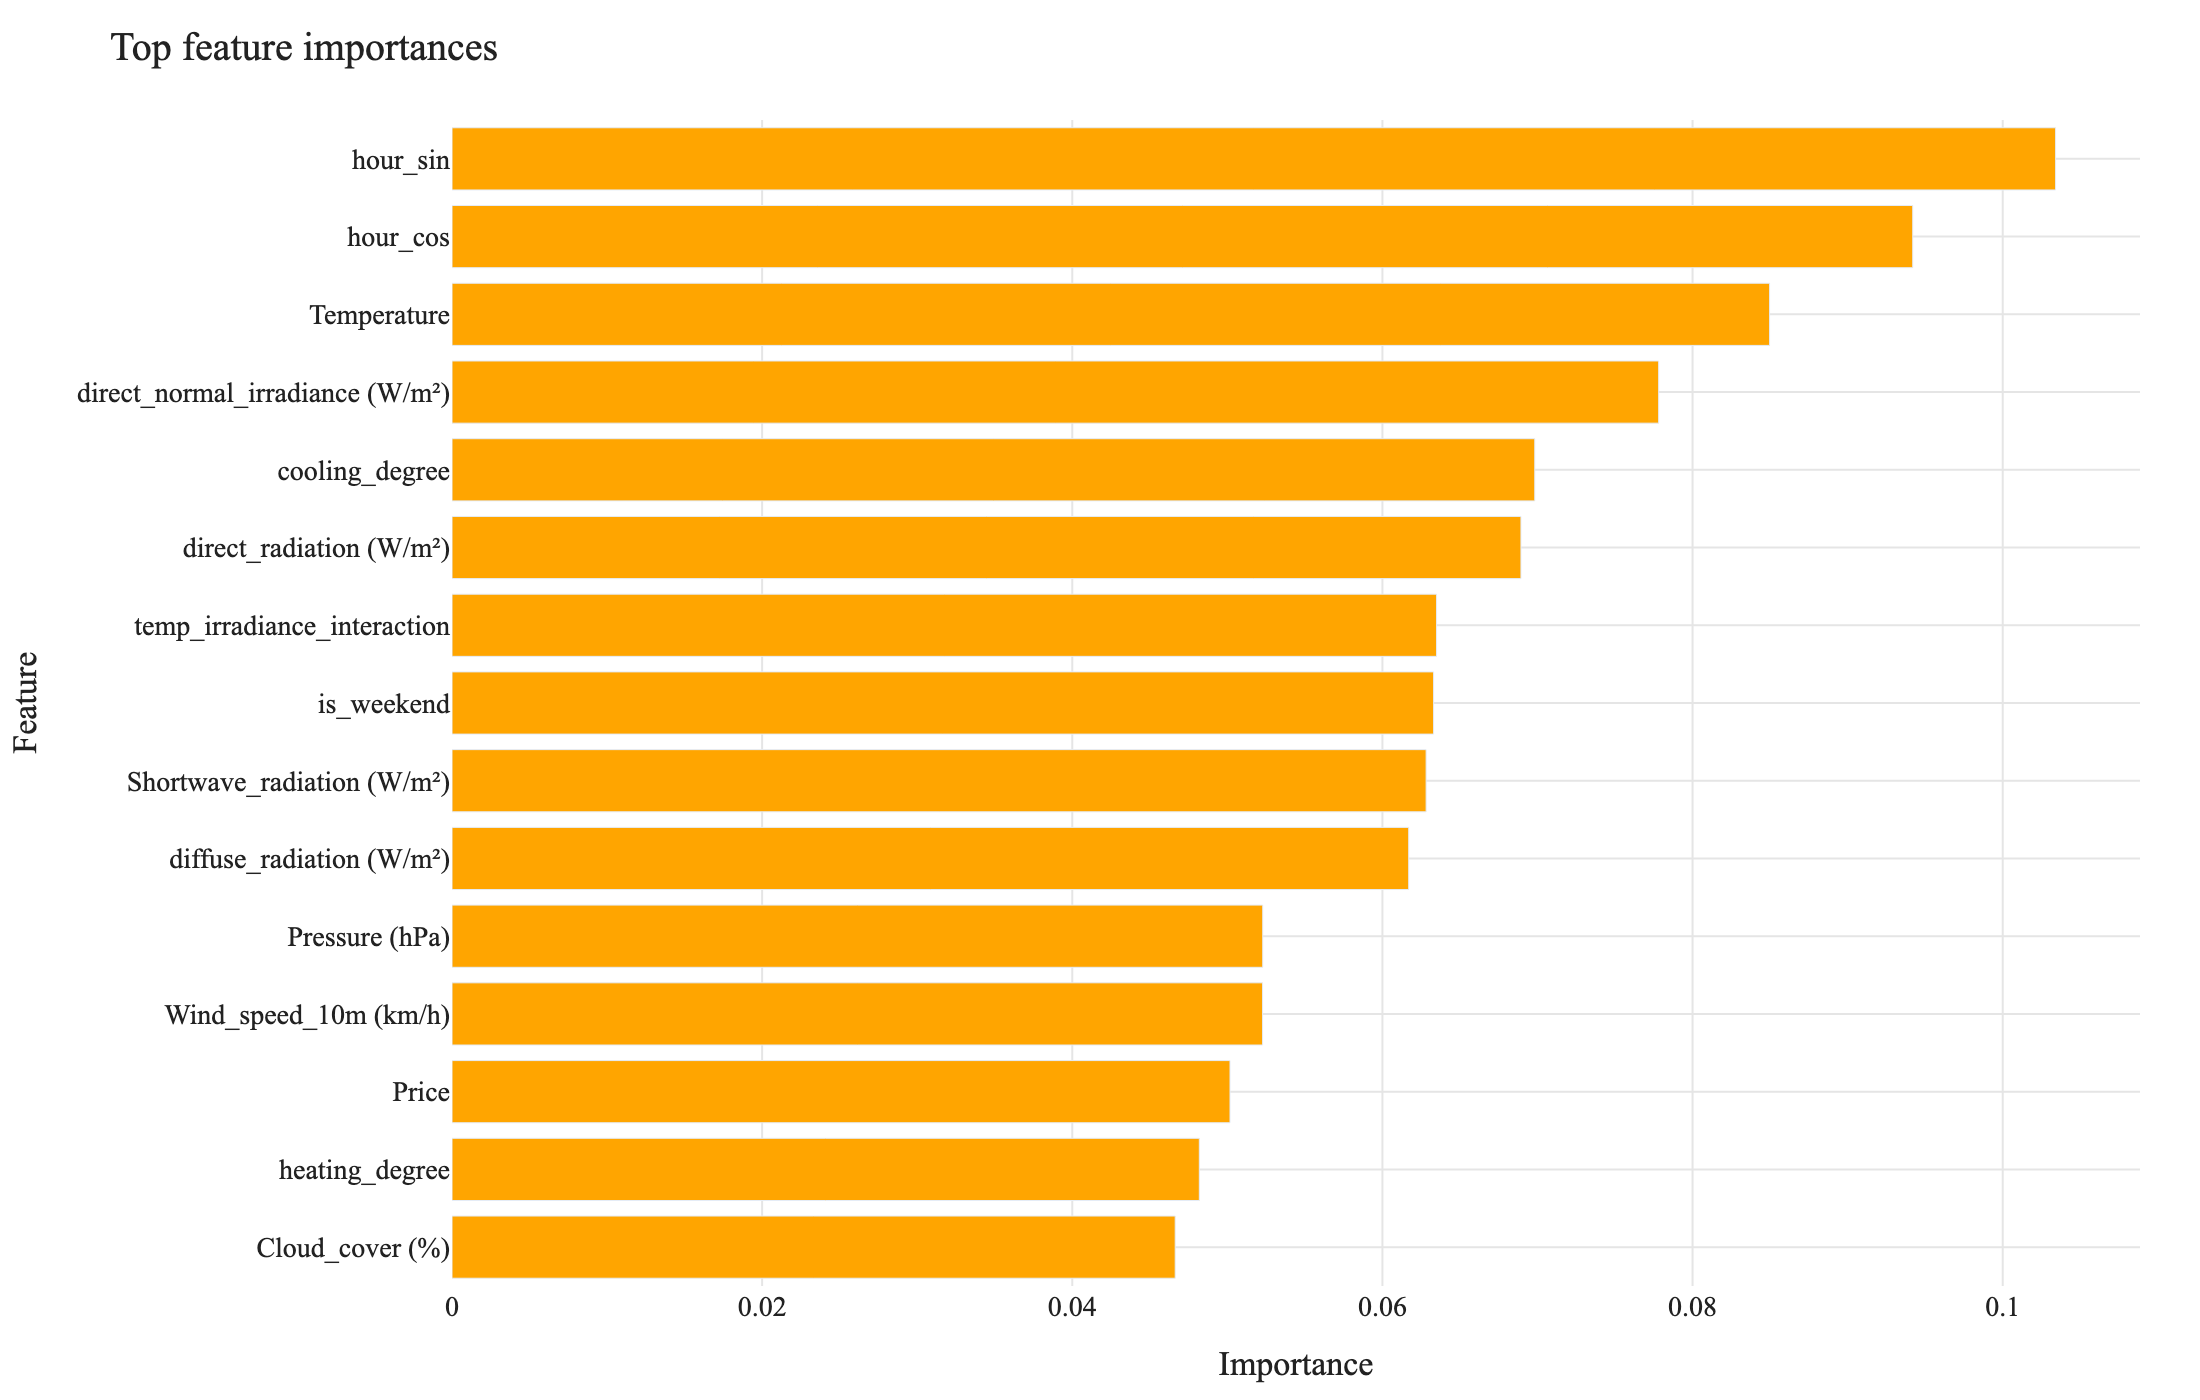 Top feature importances
hour_sin
hour_cos
Temperature
direct_normal_irradiance (W/m²)
cooling_degree
direct_radiation (W/m²)
temp_irradiance_interaction
is_weekend
Shortwave_radiation (W/m²)
diffuse_radiation (W/m²)
Pressure (hPa)
Wind_speed_10m (km/h)
Price
heating_degree
Cloud_cover (%)
Feature
0 0.02 0.04 0.06 0.08 0.1
Importance